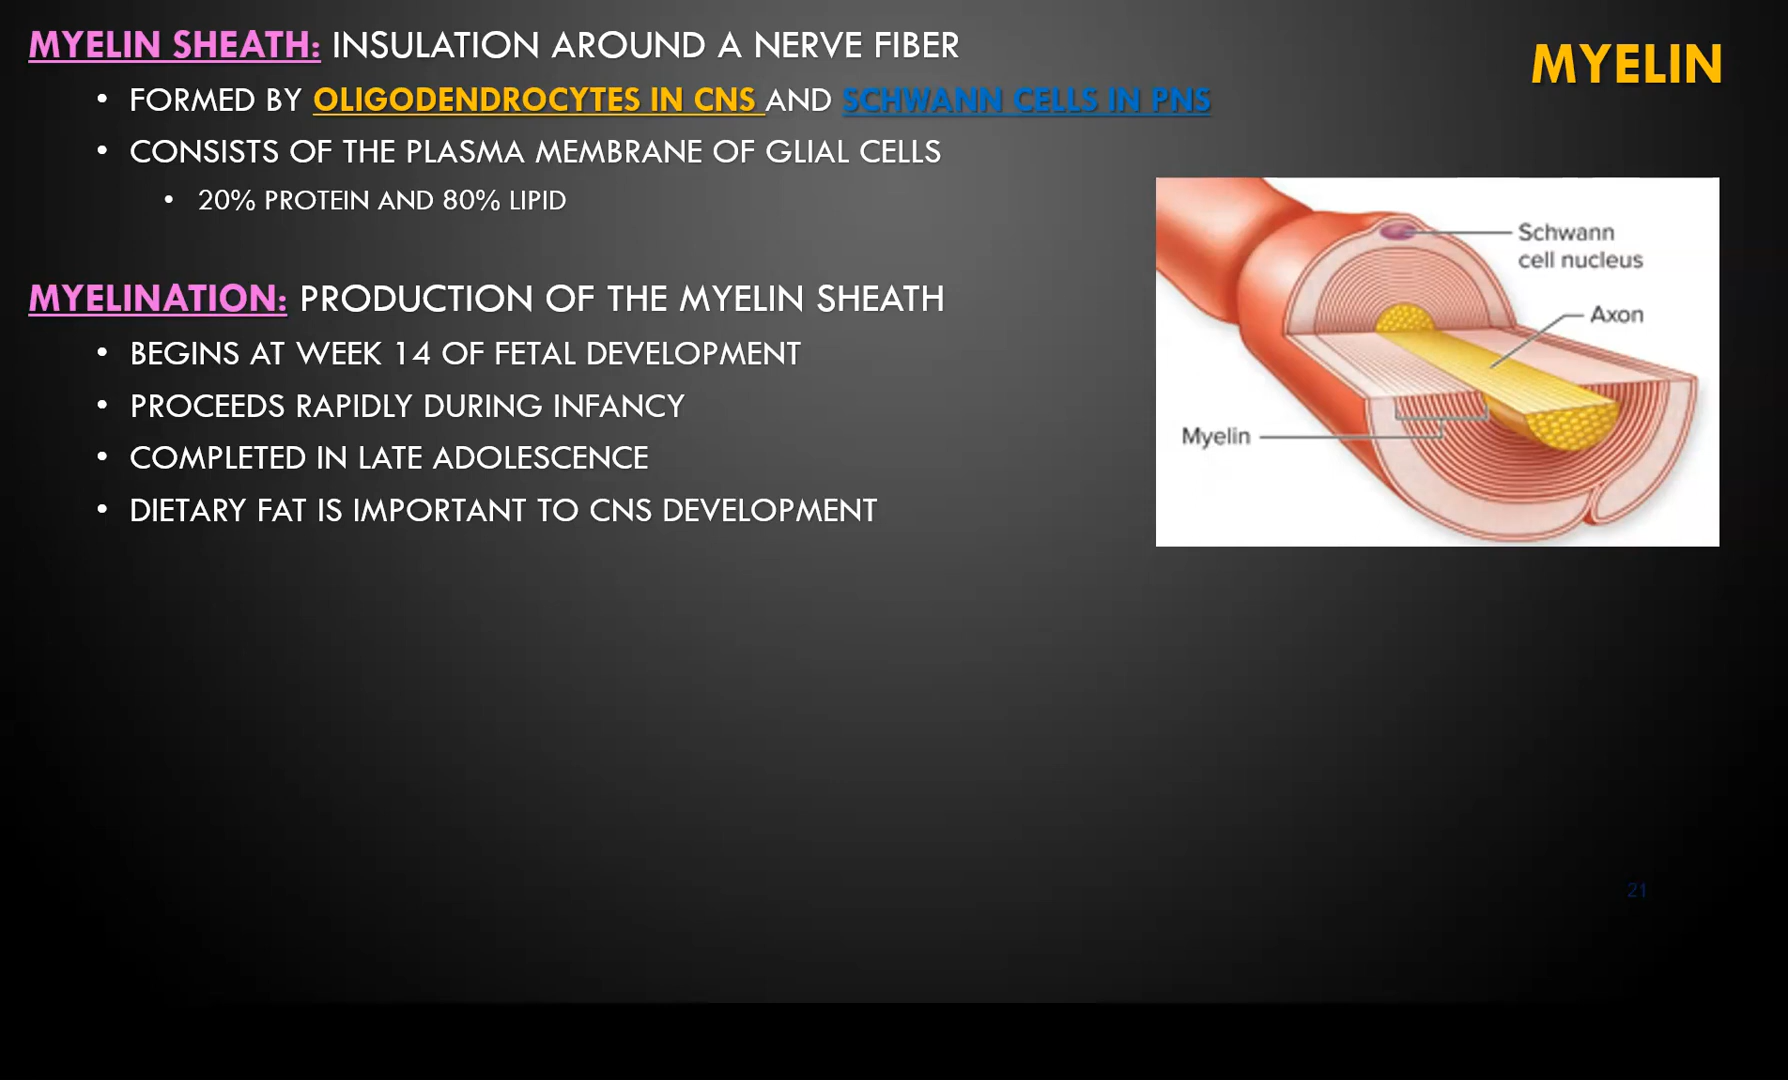 MYELIN SHEATH: INSULATION AROUND A NERVE FIBER
MYELIN
• FORMED BY OLIGODENDROCYTES IN CNS AND SCHWANN CELLS IN PNS
• CONSISTS OF THE PLASMA MEMBRANE OF GLIAL CELLS
• 20% PROTEIN AND 80% LIPID
MYELINATION: PRODUCTION OF THE MYELIN SHEATH
• BEGINS AT WEEK 14 OF FETAL DEVELOPMENT
• PROCEEDS RAPIDLY DURING INFANCY
• COMPLETED IN LATE ADOLESCENCE
• DIETARY FAT IS IMPORTANT TO CNS DEVELOPMENT
Schwann
cell nucleus
Axon
Myelin
21